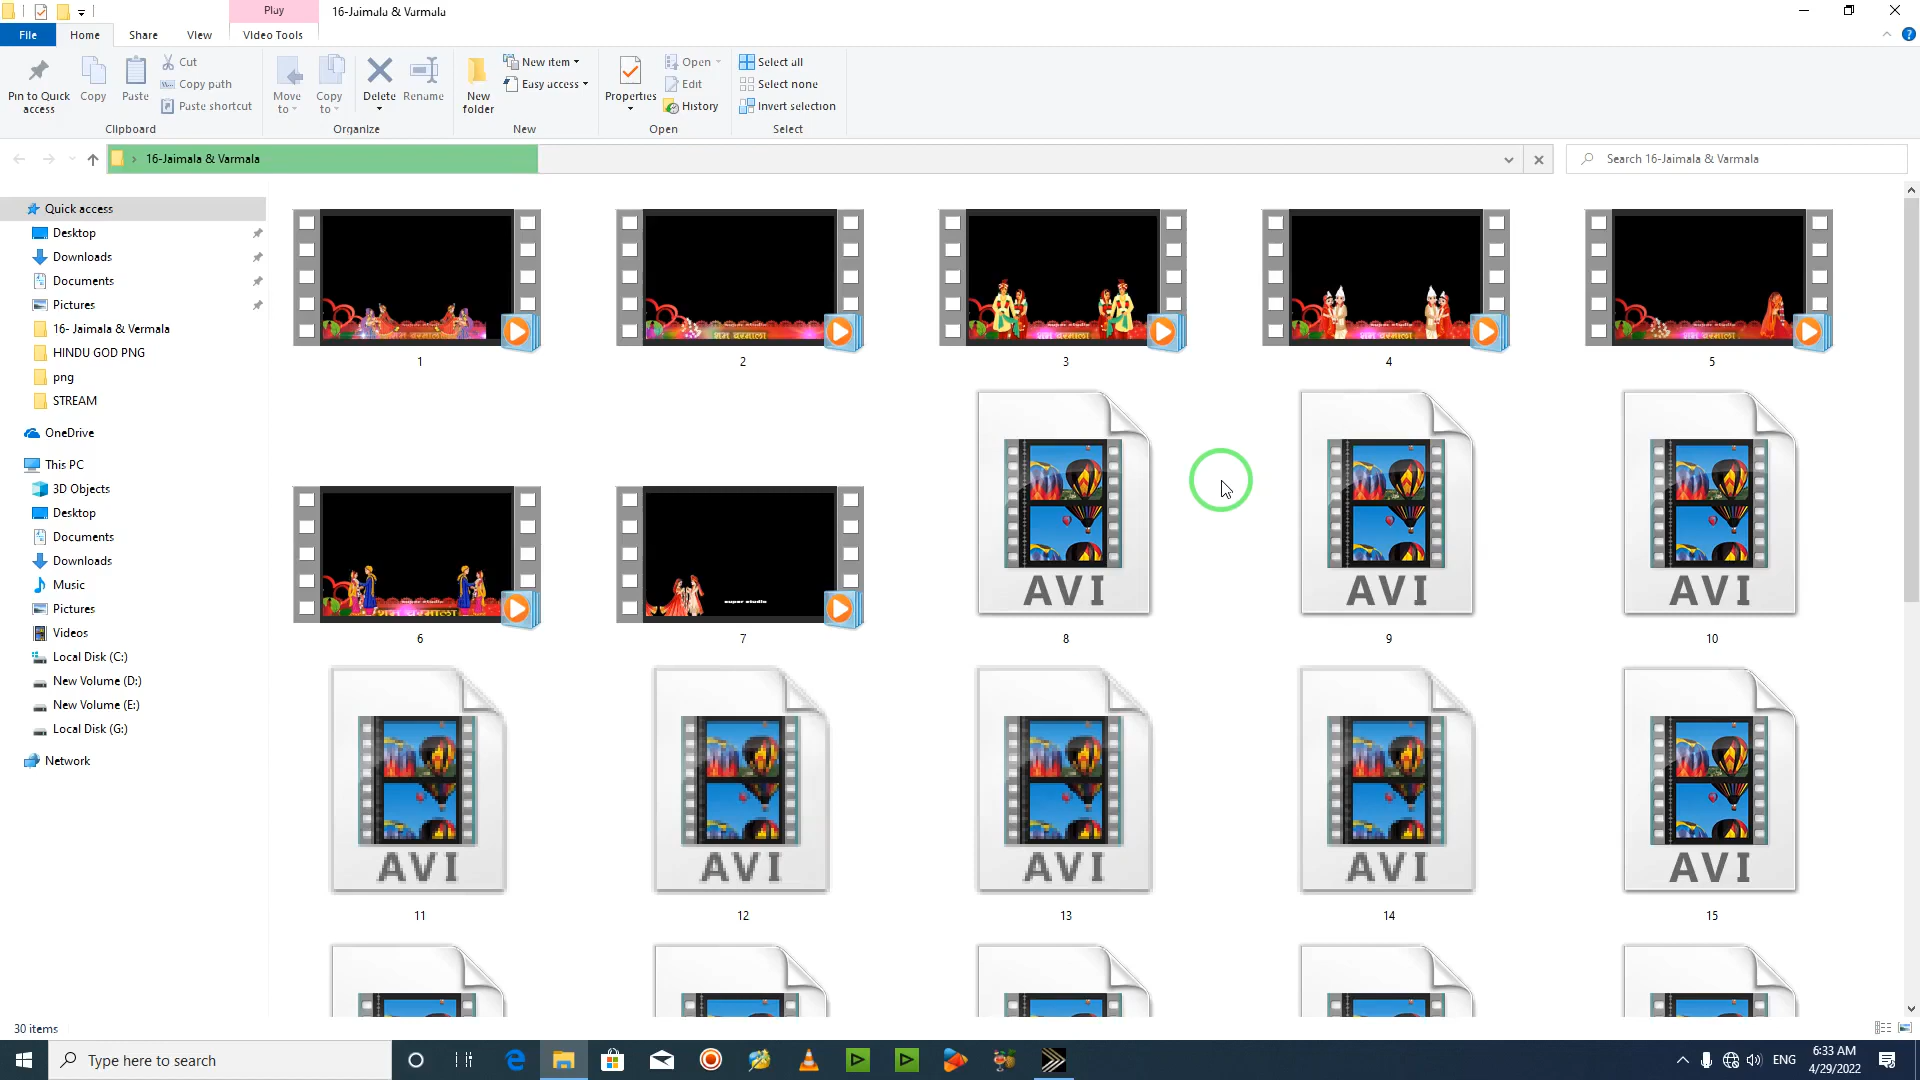 Play
16-Jaimala & Varmala
File
Home
Share
View
Video Tools
Pin to Quick access
Copy
Paste
Cut
Copy path
Paste shortcut
Move to
Copy to
Delete
Rename
New folder
New item
Easy access
Properties
Open
Edit
History
Select all
Select none
Invert selection
Clipboard
Organize
New
Open
Select
16-Jaimala & Varmala
Search 16-Jaimala & Varmala
Quick access
Desktop
Downloads
Documents
Pictures
16- Jaimala & Vermala
HINDU GOD PNG
png
STREAM
OneDrive
This PC
3D Objects
Desktop
Documents
Downloads
Music
Pictures
Videos
Local Disk (C:)
New Volume (D:)
New Volume (E:)
Local Disk (G:)
Network
1
2
3
4
5
AVI
AVI
AVI
6
7
8
9
10
AVI
AVI
AVI
AVI
AVI
11
12
13
14
15
30 items
Type here to search
ENG
6:33 AM
4/29/2022